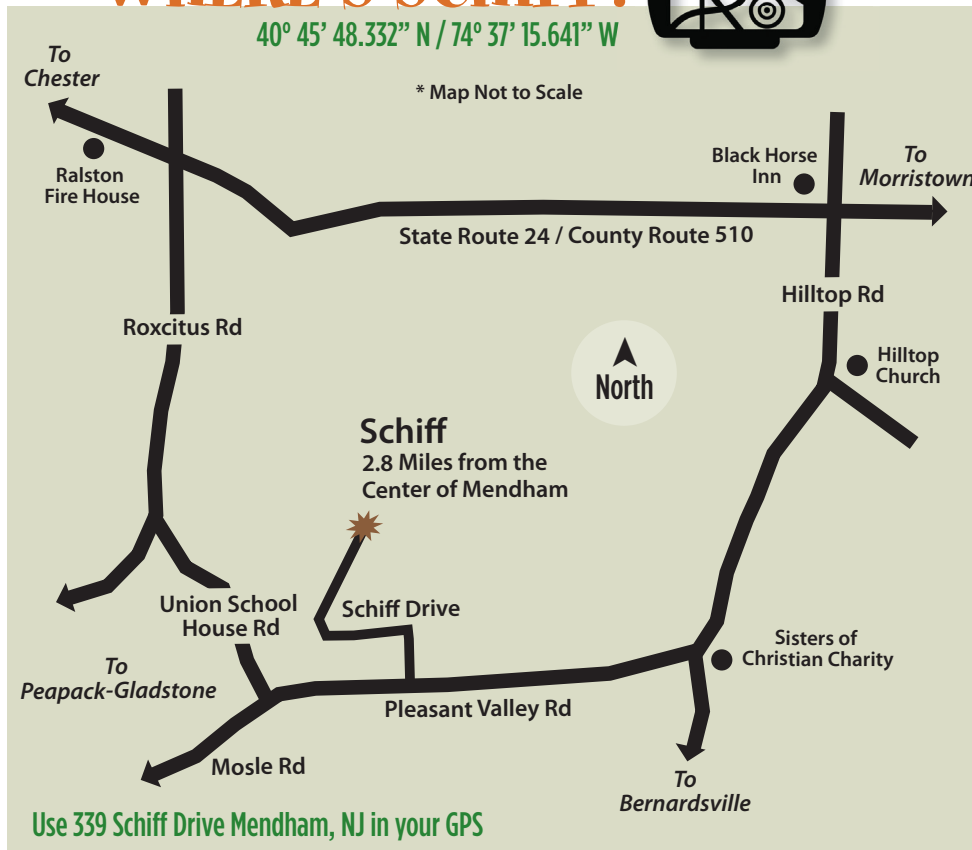 WHERE'S SCHIFF?
40° 45' 48.332" N / 74° 37' 15.641" W
* Map Not to Scale
To
Chester
Ralston
Fire House
Black Horse
Inn
To
Morristown
State Route 24 / County Route 510
Hilltop Rd
Roxcitus Rd
North
Hilltop
Church
Schiff
2.8 Miles from the
Center of Mendham
Union School
House Rd
Schiff Drive
Sisters of
Christian Charity
To
Peapack-Gladstone
Pleasant Valley Rd
Mosle Rd
To
Bernardsville
Use 339 Schiff Drive Mendham, NJ in your GPS